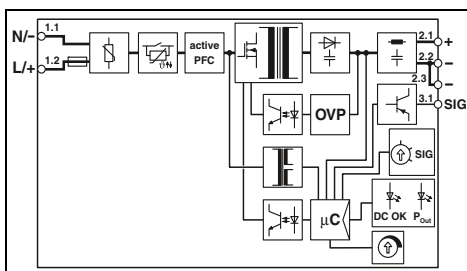 N/-
1.1
L/+
1.2
active
PFC
ϑ
2.1
+
2.2
−
2.3
−
3.1
SIG
OVP
SIG
µC
DC OK
POut